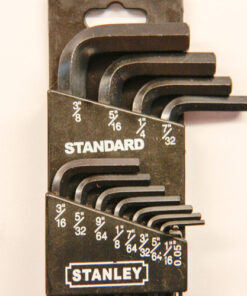 3" 5" 1" 7"
8 16 4 32
STANDARD
3" 5" 9" 1" 7" 3" 5" 1" 0.05
16 32 64 8 64 32 64 16
STANLEY